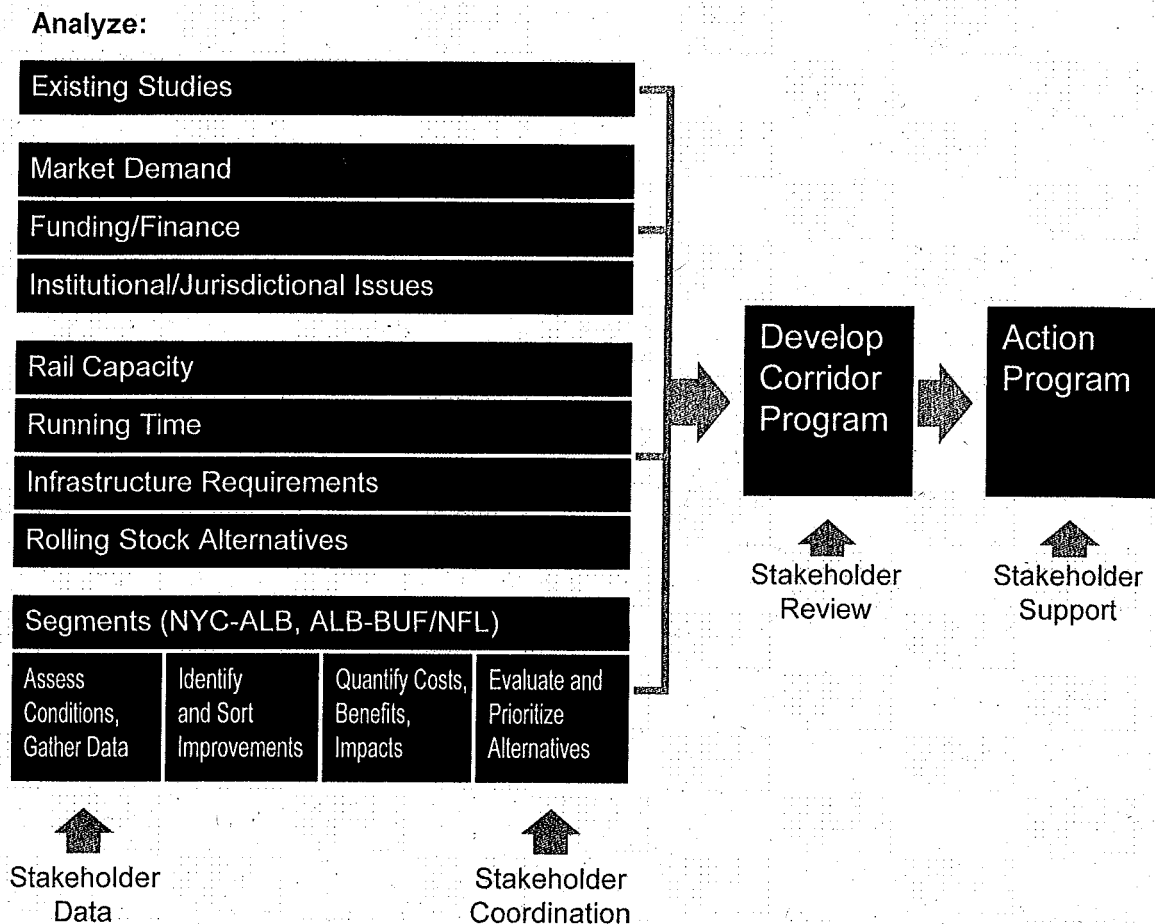 Analyze:
Existing Studies
Market Demand
Funding/Finance
Institutional/Jurisdictional Issues
Rail Capacity
Running Time
Infrastructure Requirements
Rolling Stock Alternatives
Segments (NYC-ALB, ALB-BUF/NFL)
Assess
Conditions,
Gather Data
Identify
and Sort
Improvements
Quantify Costs,
Benefits,
Impacts
Evaluate and
Prioritize
Alternatives
Stakeholder
Data
Stakeholder
Coordination
Develop
Corridor
Program
Stakeholder
Review
Action
Program
Stakeholder
Support